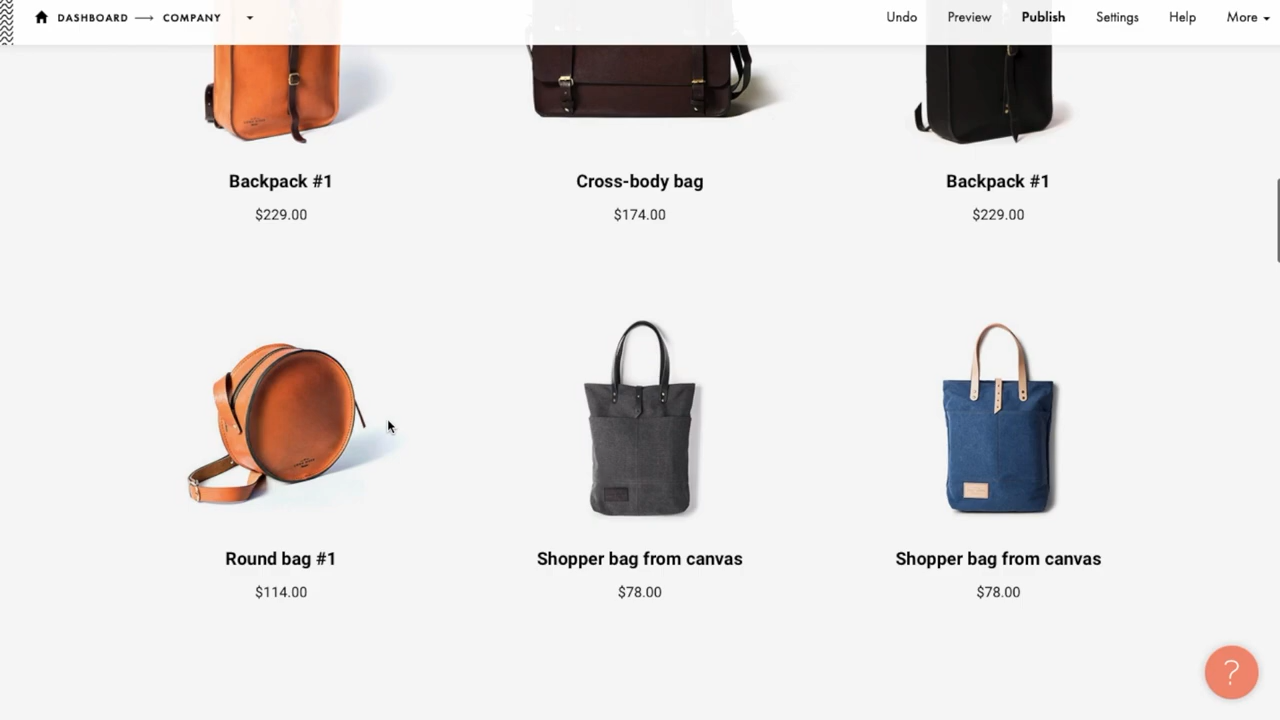 DASHBOARD → COMPANY
Undo Preview Publish Settings Help More
Backpack #1 Cross-body bag Backpack #1
$229.00 $174.00 $229.00
Round bag #1 Shopper bag from canvas Shopper bag from canvas
$114.00 $78.00 $78.00
?